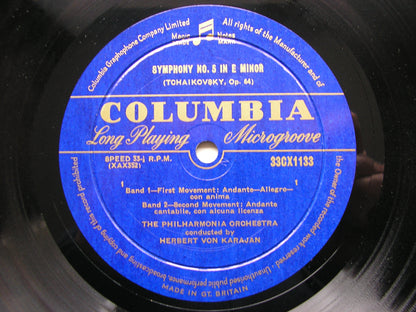 Columbia Graphophone Company Limited
All rights of the Manufacturer and of
the Owner of the recorded work reserved - Unauthorised public performance, broadcasting and copying of this record prohibited
Magic Notes
SYMPHONY No. 5 IN E MINOR
(TCHAIKOVSKY, Op. 64)
COLUMBIA
Long Playing Microgroove
SPEED 33⅓ R.P.M.
(XAX352)
33CX1133
1 1
Band 1—First Movement: Andante—Allegro—
con anima
Band 2—Second Movement: Andante
cantabile, con alcuna licenza
THE PHILHARMONIA ORCHESTRA
conducted by
HERBERT VON KARAJAN
MADE IN GT. BRITAIN